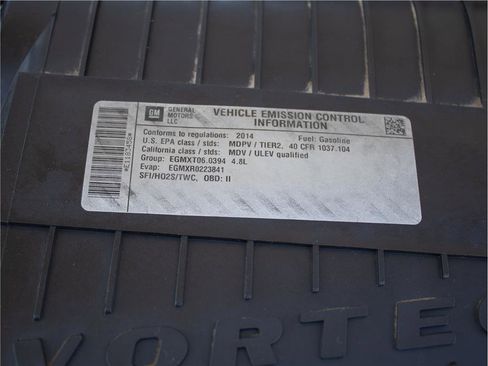 GM GENERAL MOTORS LLC
VEHICLE EMISSION CONTROL INFORMATION
Conforms to regulations: 2014 Fuel: Gasoline
U.S. EPA class / stds: MDPV / TIER2, 40 CFR 1037.104
California class / stds: MDV / ULEV qualified
Group: EGMXT06.0394 4.8L
Evap: EGMXR0223841
SFI/HO2S/TWC, OBD: II
VORTEC